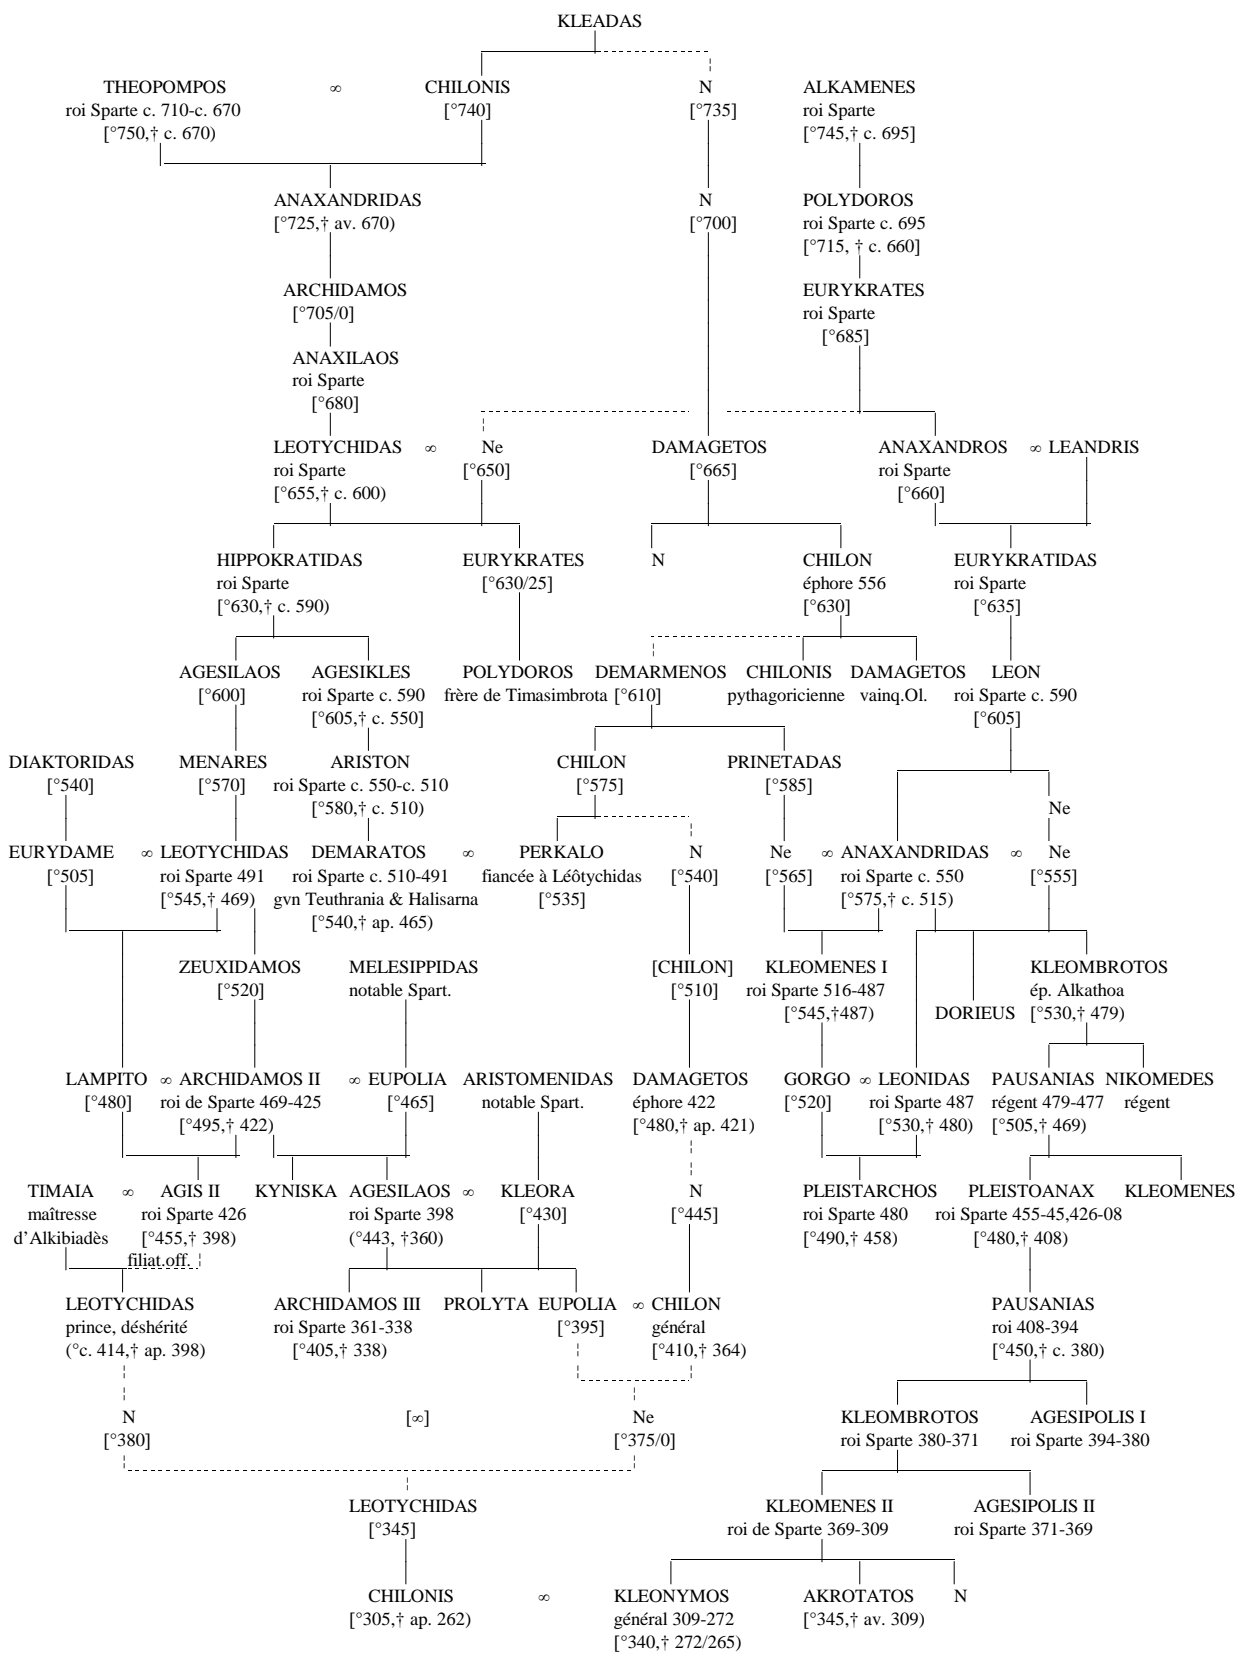 KLEADAS
THEOPOMPOS ∞ CHILONIS N ALKAMENES
roi Sparte c. 710-c. 670 [°740] [°735] roi Sparte
[°750,† c. 670) [°745,† c. 695]
ANAXANDRIDAS N POLYDOROS
[°725,† av. 670) [°700] roi Sparte c. 695
[°715, † c. 660]
ARCHIDAMOS EURYKRATES
[°705/0] roi Sparte
[°685]
ANAXILAOS
roi Sparte
[°680]
LEOTYCHIDAS ∞ Ne DAMAGETOS ANAXANDROS ∞ LEANDRIS
roi Sparte [°650] [°665] roi Sparte
[°655,† c. 600) [°660]
HIPPOKRATIDAS EURYKRATES N CHILON EURYKRATIDAS
roi Sparte [°630/25] éphore 556 roi Sparte
[°630,† c. 590) [°630] [°635]
AGESILAOS AGESIKLES POLYDOROS DEMARMENOS CHILONIS DAMAGETOS LEON
[°600] roi Sparte c. 590 frère de Timasimbrota [°610] pythagoricienne vainq.Ol. roi Sparte c. 590
[°605,† c. 550] [°605]
DIAKTORIDAS MENARES ARISTON CHILON PRINETADAS
[°540] [°570] roi Sparte c. 550-c. 510 [°575] [°585]
[°580,† c. 510) Ne
EURYDAME ∞ LEOTYCHIDAS DEMARATOS ∞ PERKALO N Ne ∞ ANAXANDRIDAS ∞ Ne
[°505] roi Sparte 491 roi Sparte c. 510-491 fiancée à Léôtychidas [°540] [°565] roi Sparte c. 550 [°555]
[°545,† 469) gvn Teuthrania & Halisarna [°535] [°575,† c. 515)
[°540,† ap. 465)
ZEUXIDAMOS MELESIPPIDAS [CHILON] KLEOMENES I KLEOMBROTOS
[°520] notable Spart. [°510] roi Sparte 516-487 ép. Alkathoa
[°545,†487) DORIEUS [°530,† 479)
LAMPITO ∞ ARCHIDAMOS II ∞ EUPOLIA ARISTOMENIDAS DAMAGETOS GORGO ∞ LEONIDAS PAUSANIAS NIKOMEDES
[°480] roi de Sparte 469-425 [°465] notable Spart. éphore 422 [°520] roi Sparte 487 régent 479-477 régent
[°495,† 422) [°480,† ap. 421) [°530,† 480) [°505,† 469)
TIMAIA ∞ AGIS II KYNISKA AGESILAOS ∞ KLEORA N PLEISTARCHOS PLEISTOANAX KLEOMENES
maîtresse roi Sparte 426 roi Sparte 398 [°430] [°445] roi Sparte 480 roi Sparte 455-45,426-08
d'Alkibiadès [°455,† 398) (°443, †360) [°490,† 458) [°480,† 408)
filiat.off.
LEOTYCHIDAS ARCHIDAMOS III PROLYTA EUPOLIA ∞ CHILON PAUSANIAS
prince, déshérité roi Sparte 361-338 [°395] général roi 408-394
(°c. 414,† ap. 398) [°405,† 338) [°410,† 364) [°450,† c. 380)
N [∞] Ne KLEOMBROTOS AGESIPOLIS I
[°380] [°375/0] roi Sparte 380-371 roi Sparte 394-380
LEOTYCHIDAS KLEOMENES II AGESIPOLIS II
[°345] roi de Sparte 369-309 roi Sparte 371-369
CHILONIS ∞ KLEONYMOS AKROTATOS N
[°305,† ap. 262) général 309-272 [°345,† av. 309)
[°340,† 272/265)